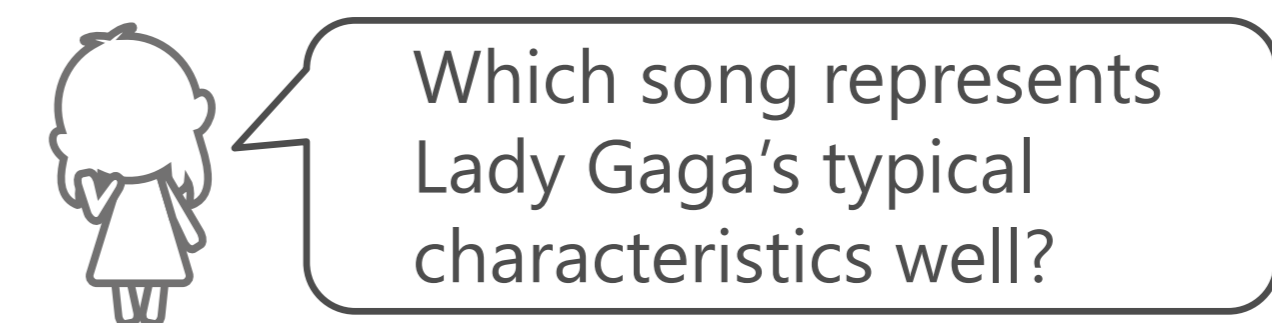 Which song represents
Lady Gaga’s typical
characteristics well?